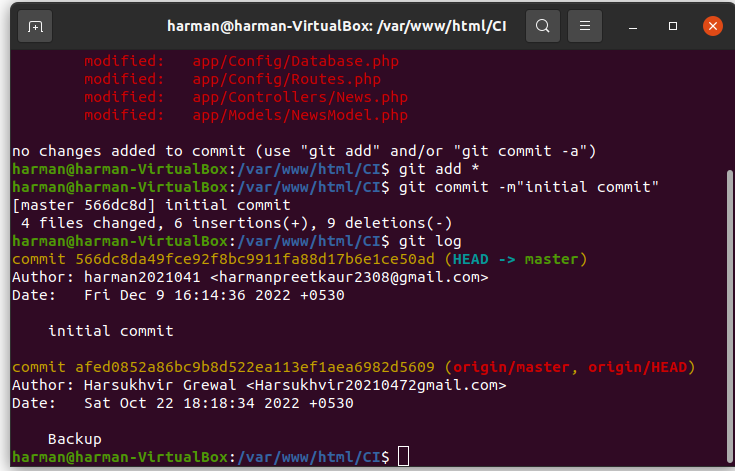 harman@harman-VirtualBox: /var/www/html/CI
modified:   app/Config/Database.php
modified:   app/Config/Routes.php
modified:   app/Controllers/News.php
modified:   app/Models/NewsModel.php
no changes added to commit (use "git add" and/or "git commit -a")
harman@harman-VirtualBox:/var/www/html/CI$ git add *
harman@harman-VirtualBox:/var/www/html/CI$ git commit -m"initial commit"
[master 566dc8d] initial commit
 4 files changed, 6 insertions(+), 9 deletions(-)
harman@harman-VirtualBox:/var/www/html/CI$ git log
commit 566dc8da49fce92f8bc9911fa88d17b6e1ce50ad (HEAD -> master)
Author: harman2021041 <harmanpreetkaur2308@gmail.com>
Date:   Fri Dec 9 16:14:36 2022 +0530
initial commit
commit afed0852a86bc9b8d522ea113ef1aea6982d5609 (origin/master, origin/HEAD)
Author: Harsukhvir Grewal <Harsukhvir20210472gmail.com>
Date:   Sat Oct 22 18:18:34 2022 +0530
Backup
harman@harman-VirtualBox:/var/www/html/CI$